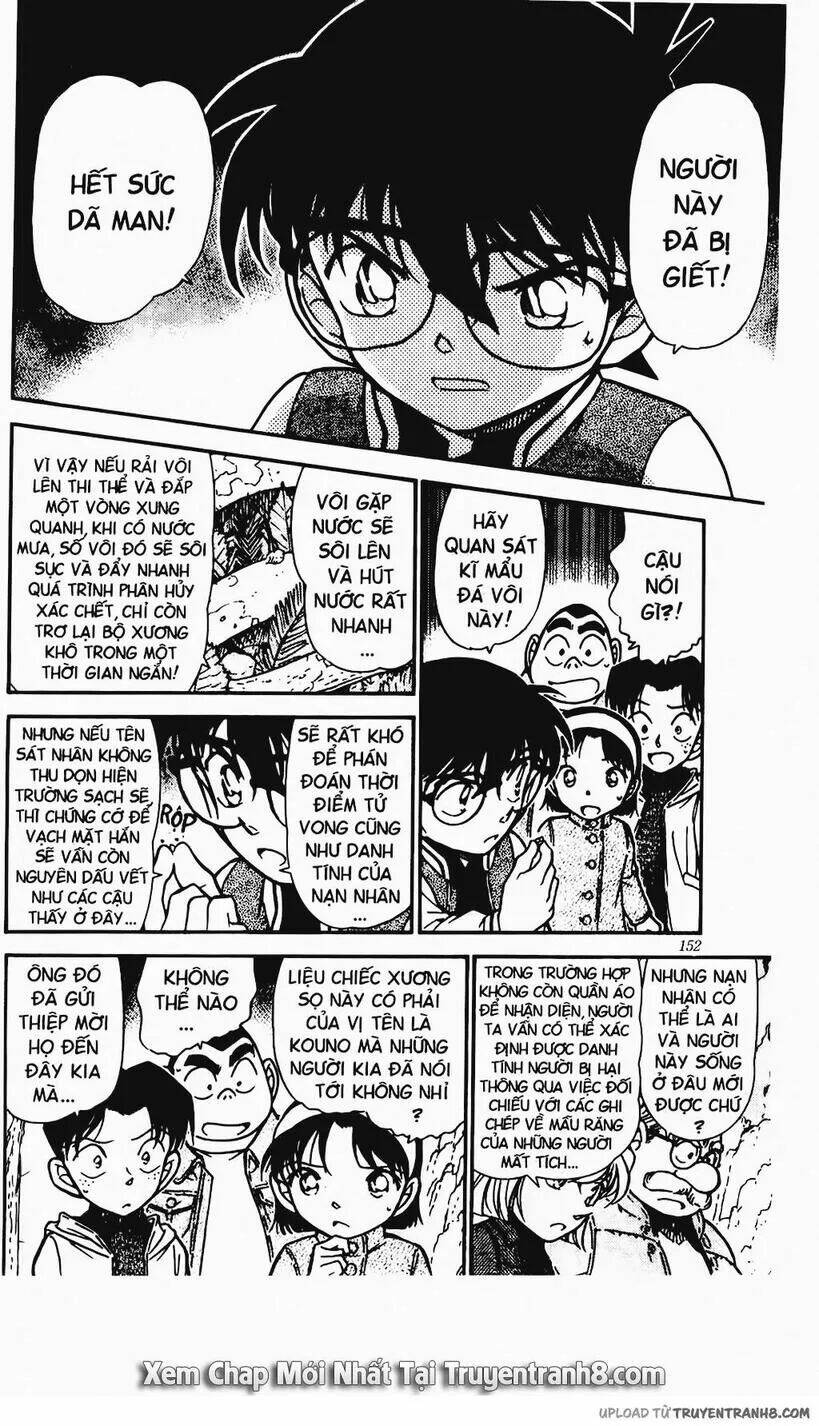 NGƯỜI
NÀY
ĐÃ BỊ
GIẾT!
HẾT SỨC
DÃ MAN!
CẬU
NÓI
GÌ?!
HÃY
QUAN SÁT
KĨ MẨU
ĐÁ VÔI
NÀY!
VÔI GẶP
NƯỚC SẼ
SÔI LÊN
VÀ HÚT
NƯỚC RẤT
NHANH
...
VÌ VẬY NẾU RẢI VÔI
LÊN THI THỂ VÀ ĐẮP
MỘT VÒNG XUNG
QUANH, KHI CÓ NƯỚC
MƯA, SỐ VÔI ĐÓ SẼ SÔI
SỤC VÀ ĐẨY NHANH
QUÁ TRÌNH PHÂN HỦY
XÁC CHẾT, CHỈ CÒN
TRƠ LẠI BỘ XƯƠNG
KHÔ TRONG MỘT
THỜI GIAN NGẮN!
SẼ RẤT KHÓ
ĐỂ PHÁN
ĐOÁN THỜI
ĐIỂM TỬ
VONG CŨNG
NHƯ DANH
TÍNH CỦA
NẠN NHÂN
...
RỘP
NHƯNG NẾU TÊN
SÁT NHÂN KHÔNG
THU DỌN HIỆN
TRƯỜNG SẠCH SẼ
THÌ CHỨNG CỚ ĐỂ
VẠCH MẶT HẮN
SẼ VẪN CÒN
NGUYÊN DẤU VẾT
NHƯ CÁC CẬU
THẤY Ở ĐÂY...
152
NHƯNG NẠN
NHÂN CÓ
THỂ LÀ AI
VÀ NGƯỜI
NÀY SỐNG
Ở ĐÂU MỚI
ĐƯỢC CHỨ
?
TRONG TRƯỜNG HỢP
KHÔNG CÒN QUẦN ÁO
ĐỂ NHẬN DIỆN, NGƯỜI
TA VẪN CÓ THỂ XÁC
ĐỊNH ĐƯỢC DANH
TÍNH NGƯỜI BỊ HẠI
THÔNG QUA VIỆC ĐỐI
CHIẾU VỚI CÁC GHI
CHÉP VỀ MẪU RĂNG
CỦA NHỮNG NGƯỜI
MẤT TÍCH...
LIỆU CHIẾC XƯƠNG
SỌ NÀY CÓ PHẢI
CỦA VỊ TÊN LÀ
KOUNO MÀ NHỮNG
NGƯỜI KIA ĐÃ NÓI
TỚI KHÔNG NHỈ
?
KHÔNG
THỂ NÀO
...
ÔNG ĐÓ
ĐÃ GỬI
THIỆP MỜI
HỌ ĐẾN
ĐÂY KIA
MÀ...
Xem Chap Mới Nhất Tại Truyentranh8.com
UPLOAD TỪ TRUYENTRANH8.COM